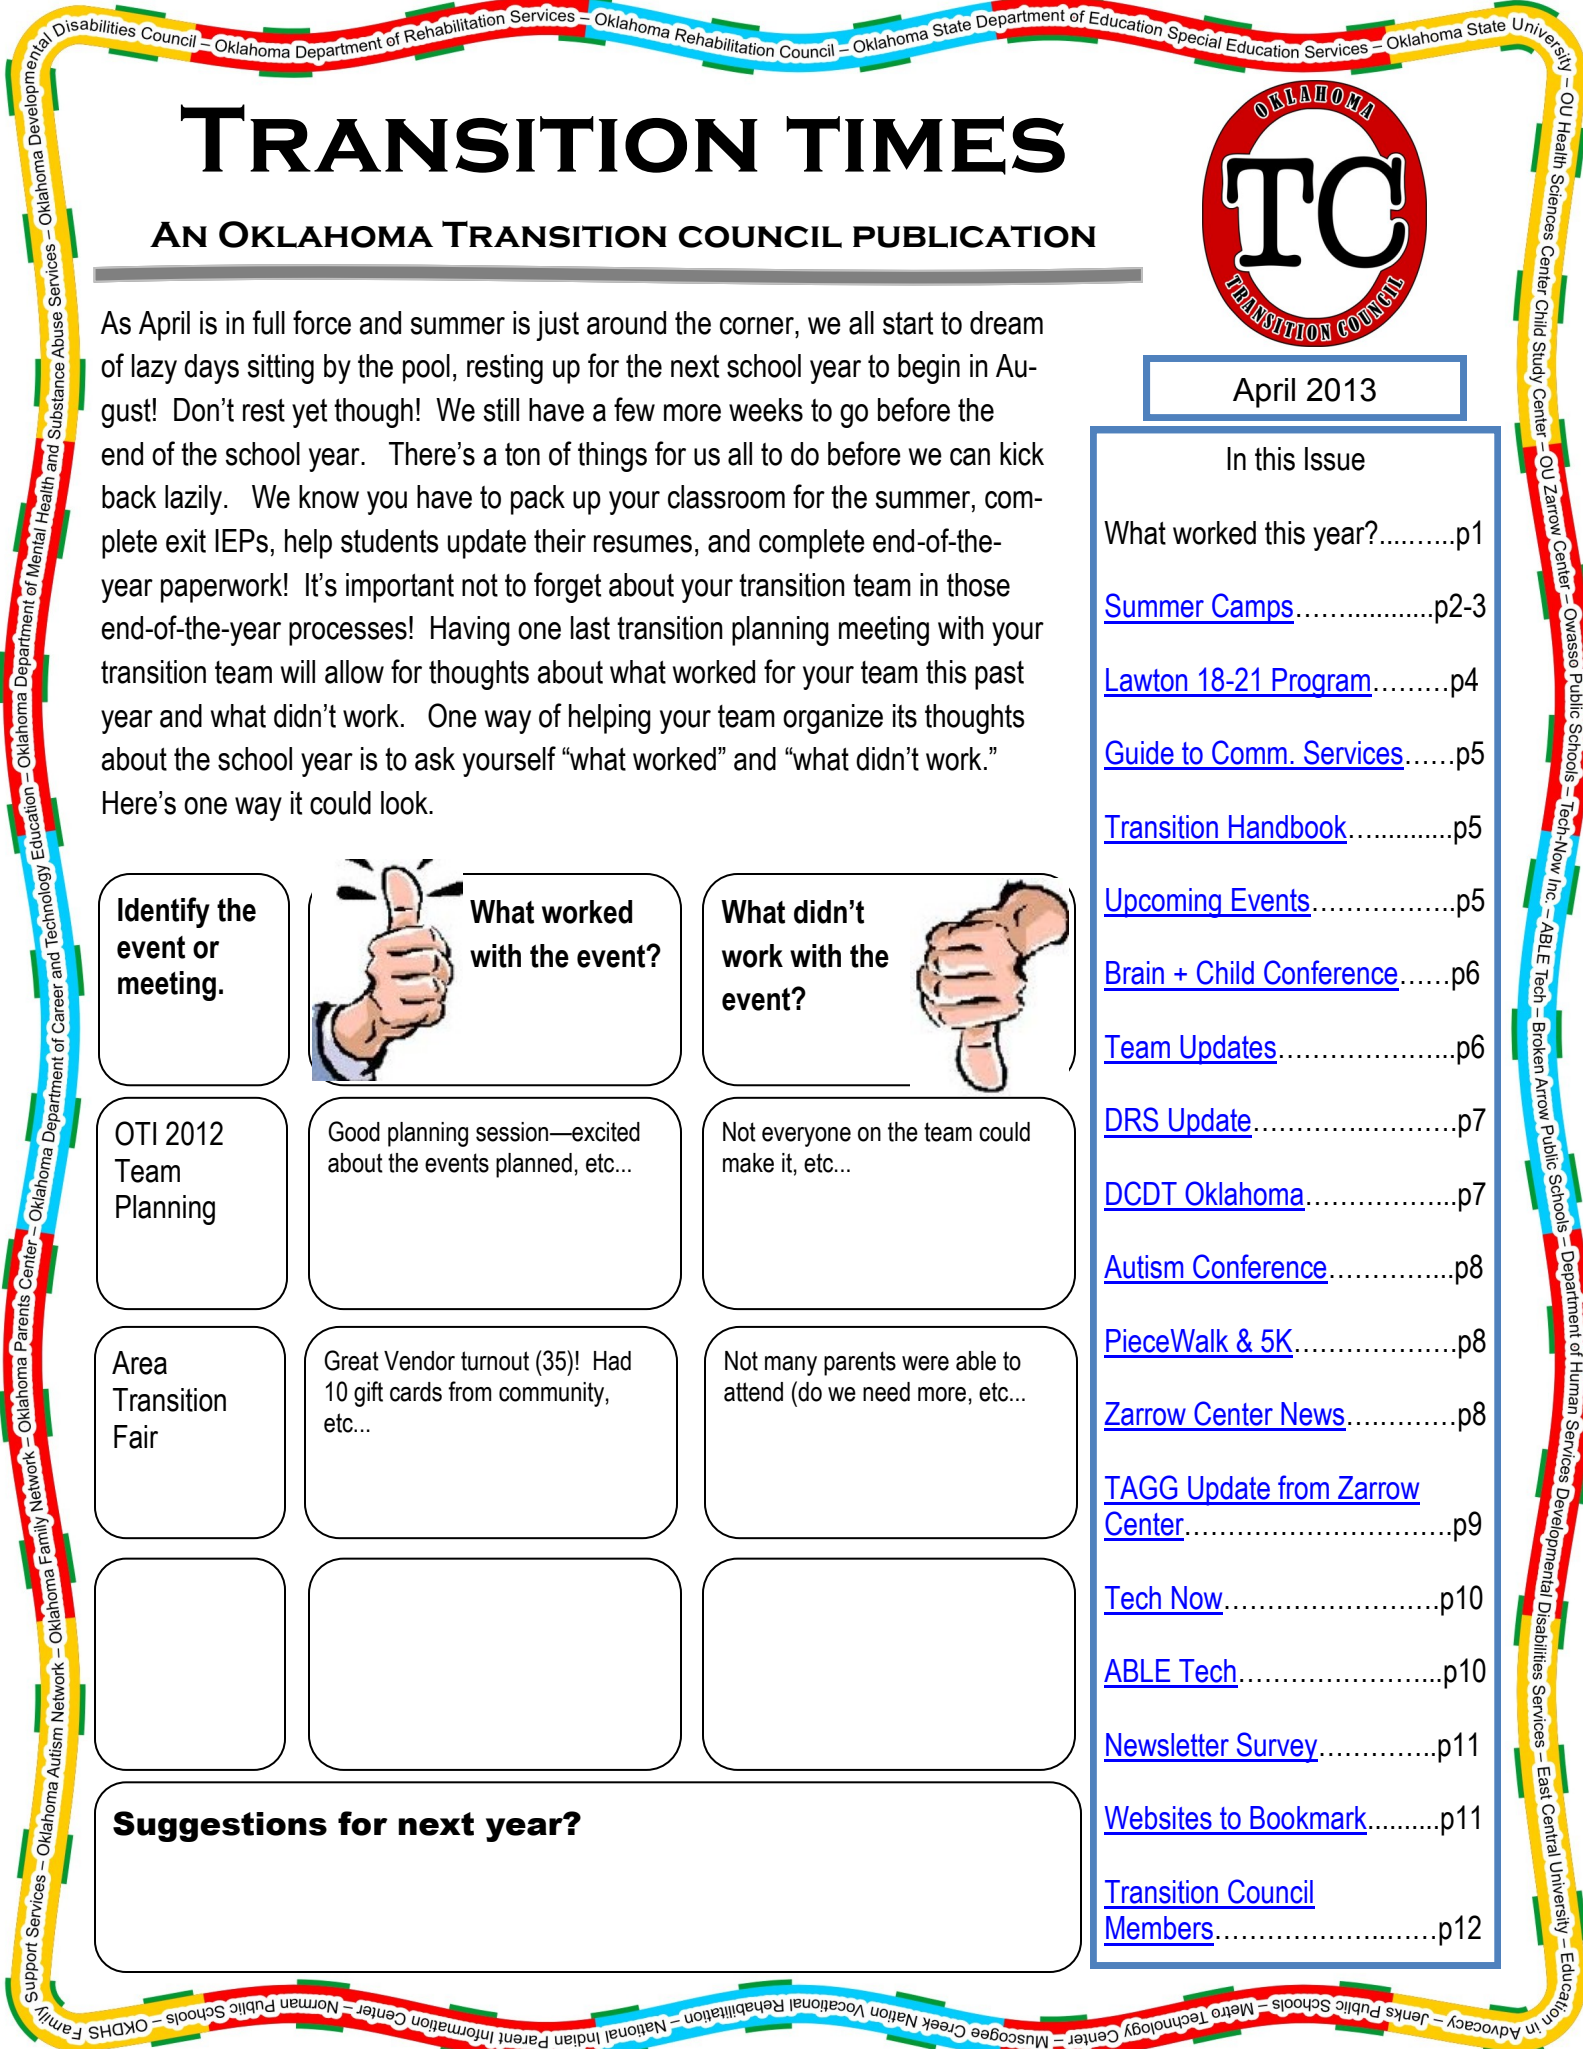 Oklahoma Developmental Disabilities Council – Oklahoma Department of Rehabilitation Services – Oklahoma Rehabilitation Council – Oklahoma State Department of Education Special Education Services – Oklahoma State University – OU Health Sciences Center Child Study Center – OU Zarrow Center – Owasso Public Schools – Tech-Now Inc. – ABLE Tech – Broken Arrow Public Schools – Department of Human Services Developmental Disabilities Services – East Central University – Education in Advocacy – Jenks Public Schools – Metro Technology Center – Muscogee Creek Nation Vocational Rehabilitation – National Indian Parent Information Center – Norman Public Schools – OKDHS Family Support Services – Oklahoma Autism Network – Oklahoma Family Network – Oklahoma Parents Center – Oklahoma Department of Career and Technology Education – Oklahoma Department of Mental Health and Substance Abuse Services –
TRANSITION TIMES
AN OKLAHOMA TRANSITION COUNCIL PUBLICATION
OKLAHOMA
TC
TRANSITION COUNCIL
April 2013
As April is in full force and summer is just around the corner, we all start to dream
of lazy days sitting by the pool, resting up for the next school year to begin in Au-
gust! Don’t rest yet though! We still have a few more weeks to go before the
end of the school year. There’s a ton of things for us all to do before we can kick
back lazily. We know you have to pack up your classroom for the summer, com-
plete exit IEPs, help students update their resumes, and complete end-of-the-
year paperwork! It’s important not to forget about your transition team in those
end-of-the-year processes! Having one last transition planning meeting with your
transition team will allow for thoughts about what worked for your team this past
year and what didn’t work. One way of helping your team organize its thoughts
about the school year is to ask yourself “what worked” and “what didn’t work.”
Here’s one way it could look.
Identify the
event or
meeting.
What worked
with the event?
What didn’t
work with the
event?
OTI 2012
Team
Planning
Good planning session—excited
about the events planned, etc...
Not everyone on the team could
make it, etc...
Area
Transition
Fair
Great Vendor turnout (35)! Had
10 gift cards from community,
etc...
Not many parents were able to
attend (do we need more, etc...
Suggestions for next year?
In this Issue
What worked this year?..........p1
Summer Camps..................p2-3
Lawton 18-21 Program.........p4
Guide to Comm. Services......p5
Transition Handbook.............p5
Upcoming Events.................p5
Brain + Child Conference......p6
Team Updates.....................p6
DRS Update........................p7
DCDT Oklahoma..................p7
Autism Conference...............p8
PieceWalk & 5K...................p8
Zarrow Center News.............p8
TAGG Update from Zarrow
Center................................p9
Tech Now.........................p10
ABLE Tech........................p10
Newsletter Survey..............p11
Websites to Bookmark..........p11
Transition Council
Members..........................p12